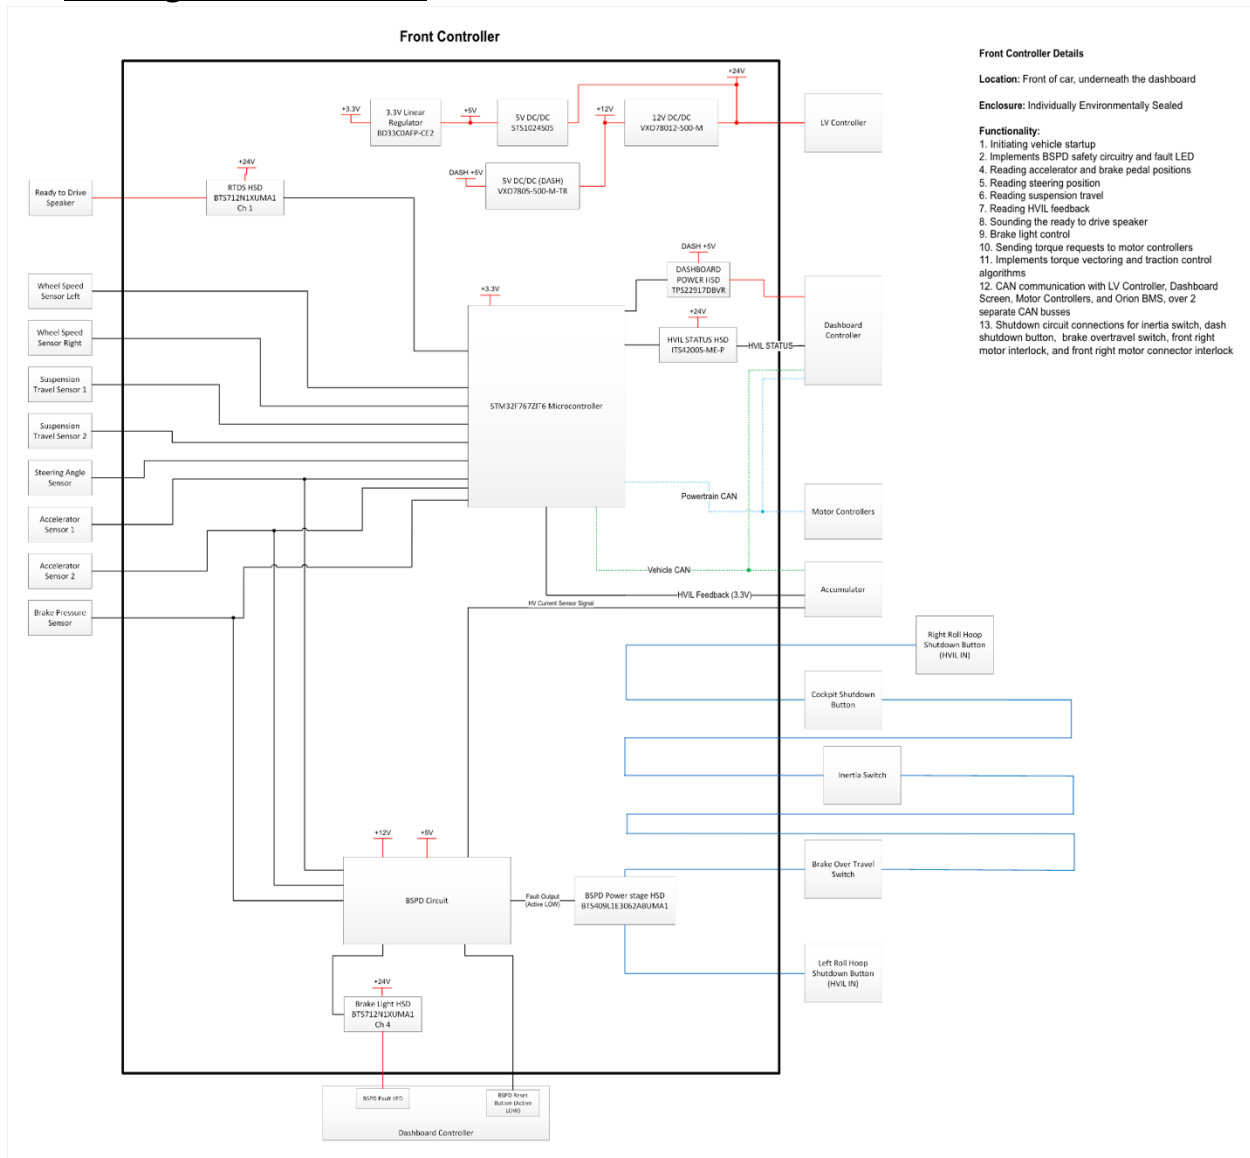 Front Controller
Front Controller Details
Location: Front of car, underneath the dashboard
Enclosure: Individually Environmentally Sealed
Functionality:
1. Initiating vehicle startup
2. Implements BSPD safety circuitry and fault LED
4. Reading accelerator and brake pedal positions
5. Reading steering position
6. Reading suspension travel
7. Reading HVIL feedback
8. Sounding the ready to drive speaker
9. Brake light control
10. Sending torque requests to motor controllers
11. Implements torque vectoring and traction control
algorithms
12. CAN communication with LV Controller, Dashboard
Screen, Motor Controllers, and Orion BMS, over 2
separate CAN busses
13. Shutdown circuit connections for inertia switch, dash
shutdown button, brake overtravel switch, front right
motor interlock, and front right motor connector interlock
+24V
+3.3V
3.3V Linear
Regulator
BD33C0AFP-CE2
+5V
5V DC/DC
STS1024S05
+12V
12V DC/DC
VXO78012-500-M
LV Controller
DASH +5V
5V DC/DC (DASH)
VXO7805-500-M-TR
+24V
RTDS HSD
BTS712N1XUMA1
Ch 1
Ready to Drive
Speaker
DASH +5V
DASHBOARD
POWER HSD
TPS22917DBVR
+24V
HVIL STATUS HSD
ITS4200S-ME-P
HVIL STATUS
Dashboard
Controller
Wheel Speed
Sensor Left
Wheel Speed
Sensor Right
Suspension
Travel Sensor 1
Suspension
Travel Sensor 2
Steering Angle
Sensor
Accelerator
Sensor 1
Accelerator
Sensor 2
Brake Pressure
Sensor
+3.3V
STM32F767ZIT6 Microcontroller
Powertrain CAN
Motor Controllers
Vehicle CAN
HVIL Feedback (3.3V)
HV Current Sensor Signal
Accumulator
Right Roll Hoop
Shutdown Button
(HVIL IN)
Cockpit Shutdown
Button
Inertia Switch
Brake Over Travel
Switch
Left Roll Hoop
Shutdown Button
(HVIL IN)
+12V
+5V
BSPD Circuit
Fault Output
(Active LOW)
BSPD Power stage HSD
BTS409L1E3062ABUMA1
+24V
Brake Light HSD
BTS712N1XUMA1
Ch 4
BSPD Fault LED
BSPD Reset
Button (Active
LOW)
Dashboard Controller